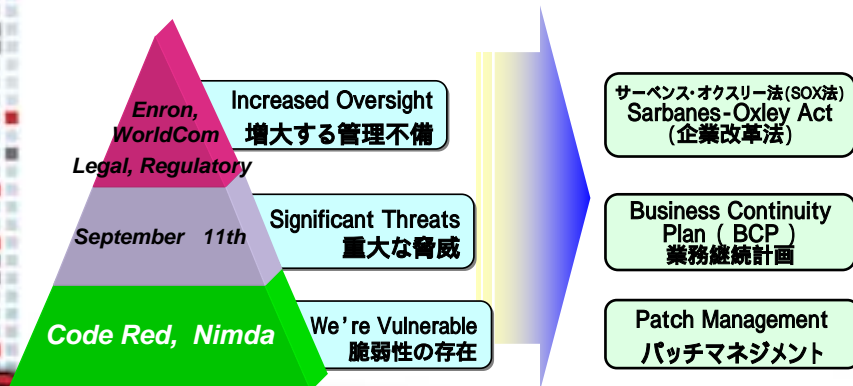 Enron,
WorldCom
Legal, Regulatory
Increased Oversight
増大する管理不備
サーベンス・オクスリー法(SOX法)
Sarbanes-Oxley Act
(企業改革法)
September 11th
Significant Threats
重大な脅威
Business Continuity
Plan ( BCP )
業務継続計画
Code Red, Nimda
We're Vulnerable
脆弱性の存在
Patch Management
パッチマネジメント